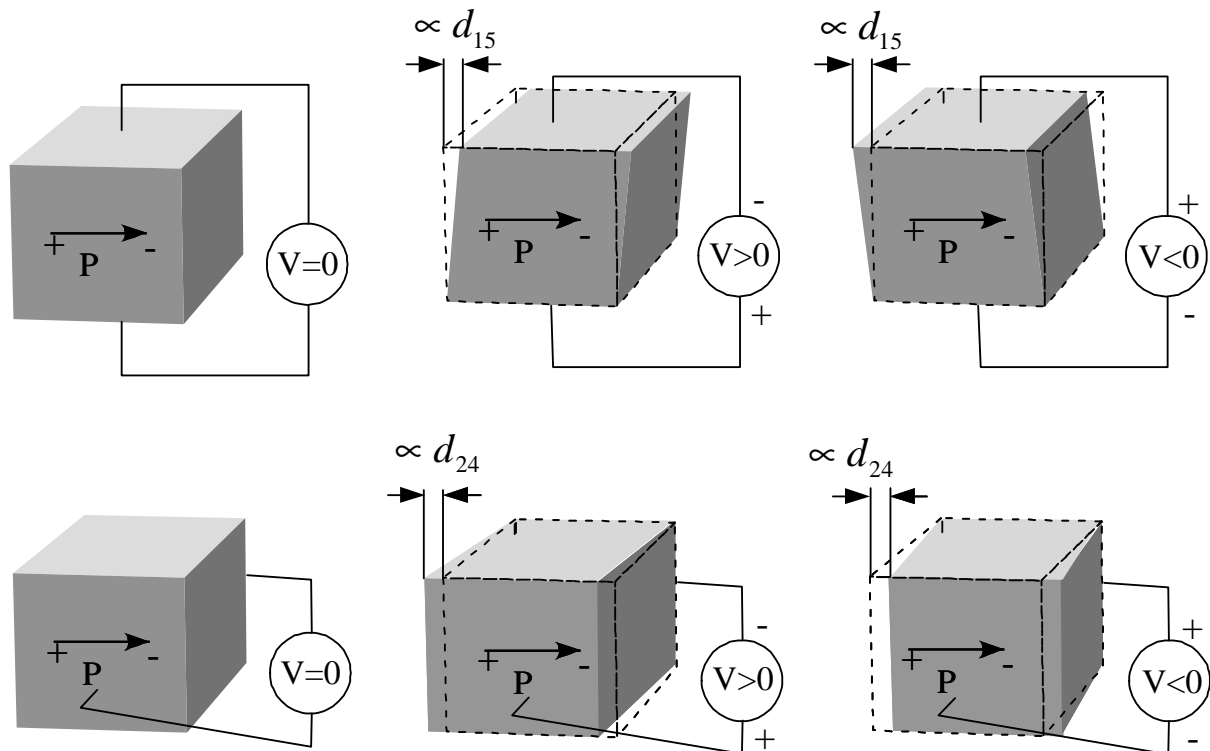 ∝ d₁₅
∝ d₁₅
+ P -
V=0
+ P -
-
V>0
+
+ P -
+
V<0
-
∝ d₂₄
∝ d₂₄
+ P -
V=0
+ P -
-
V>0
+
+ P -
+
V<0
-